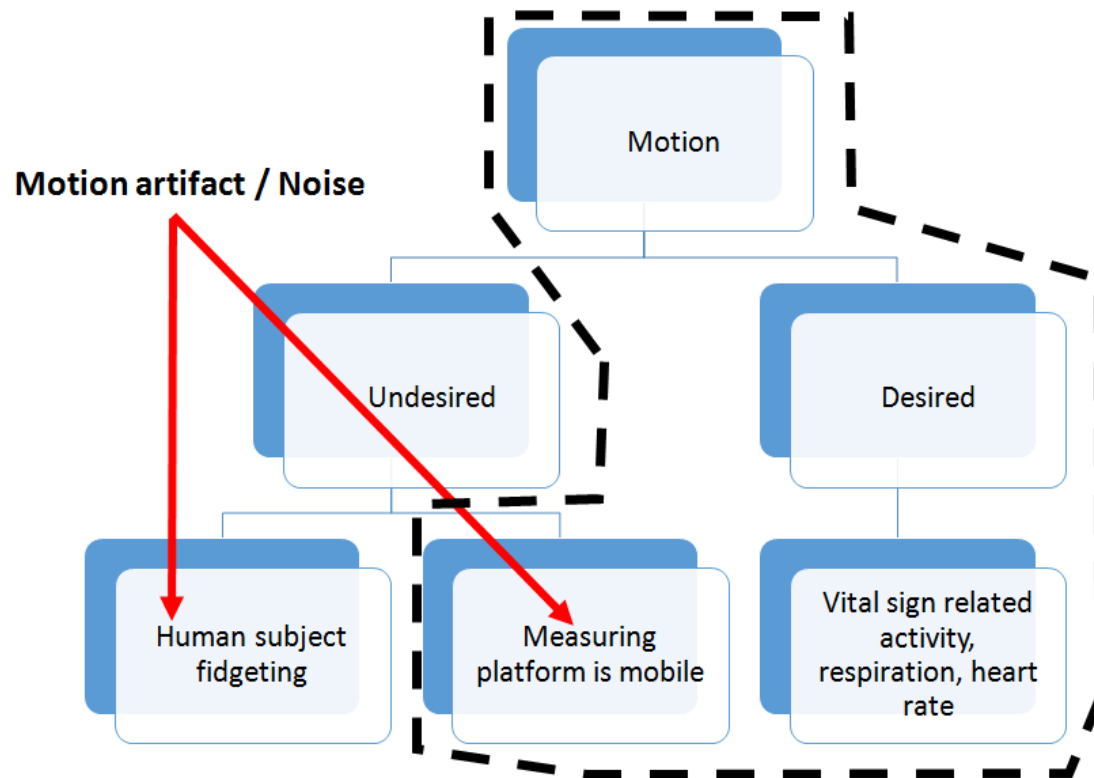 Motion
Motion artifact / Noise
Undesired
Desired
Human subject
fidgeting
Measuring
platform is mobile
Vital sign related
activity,
respiration, heart
rate